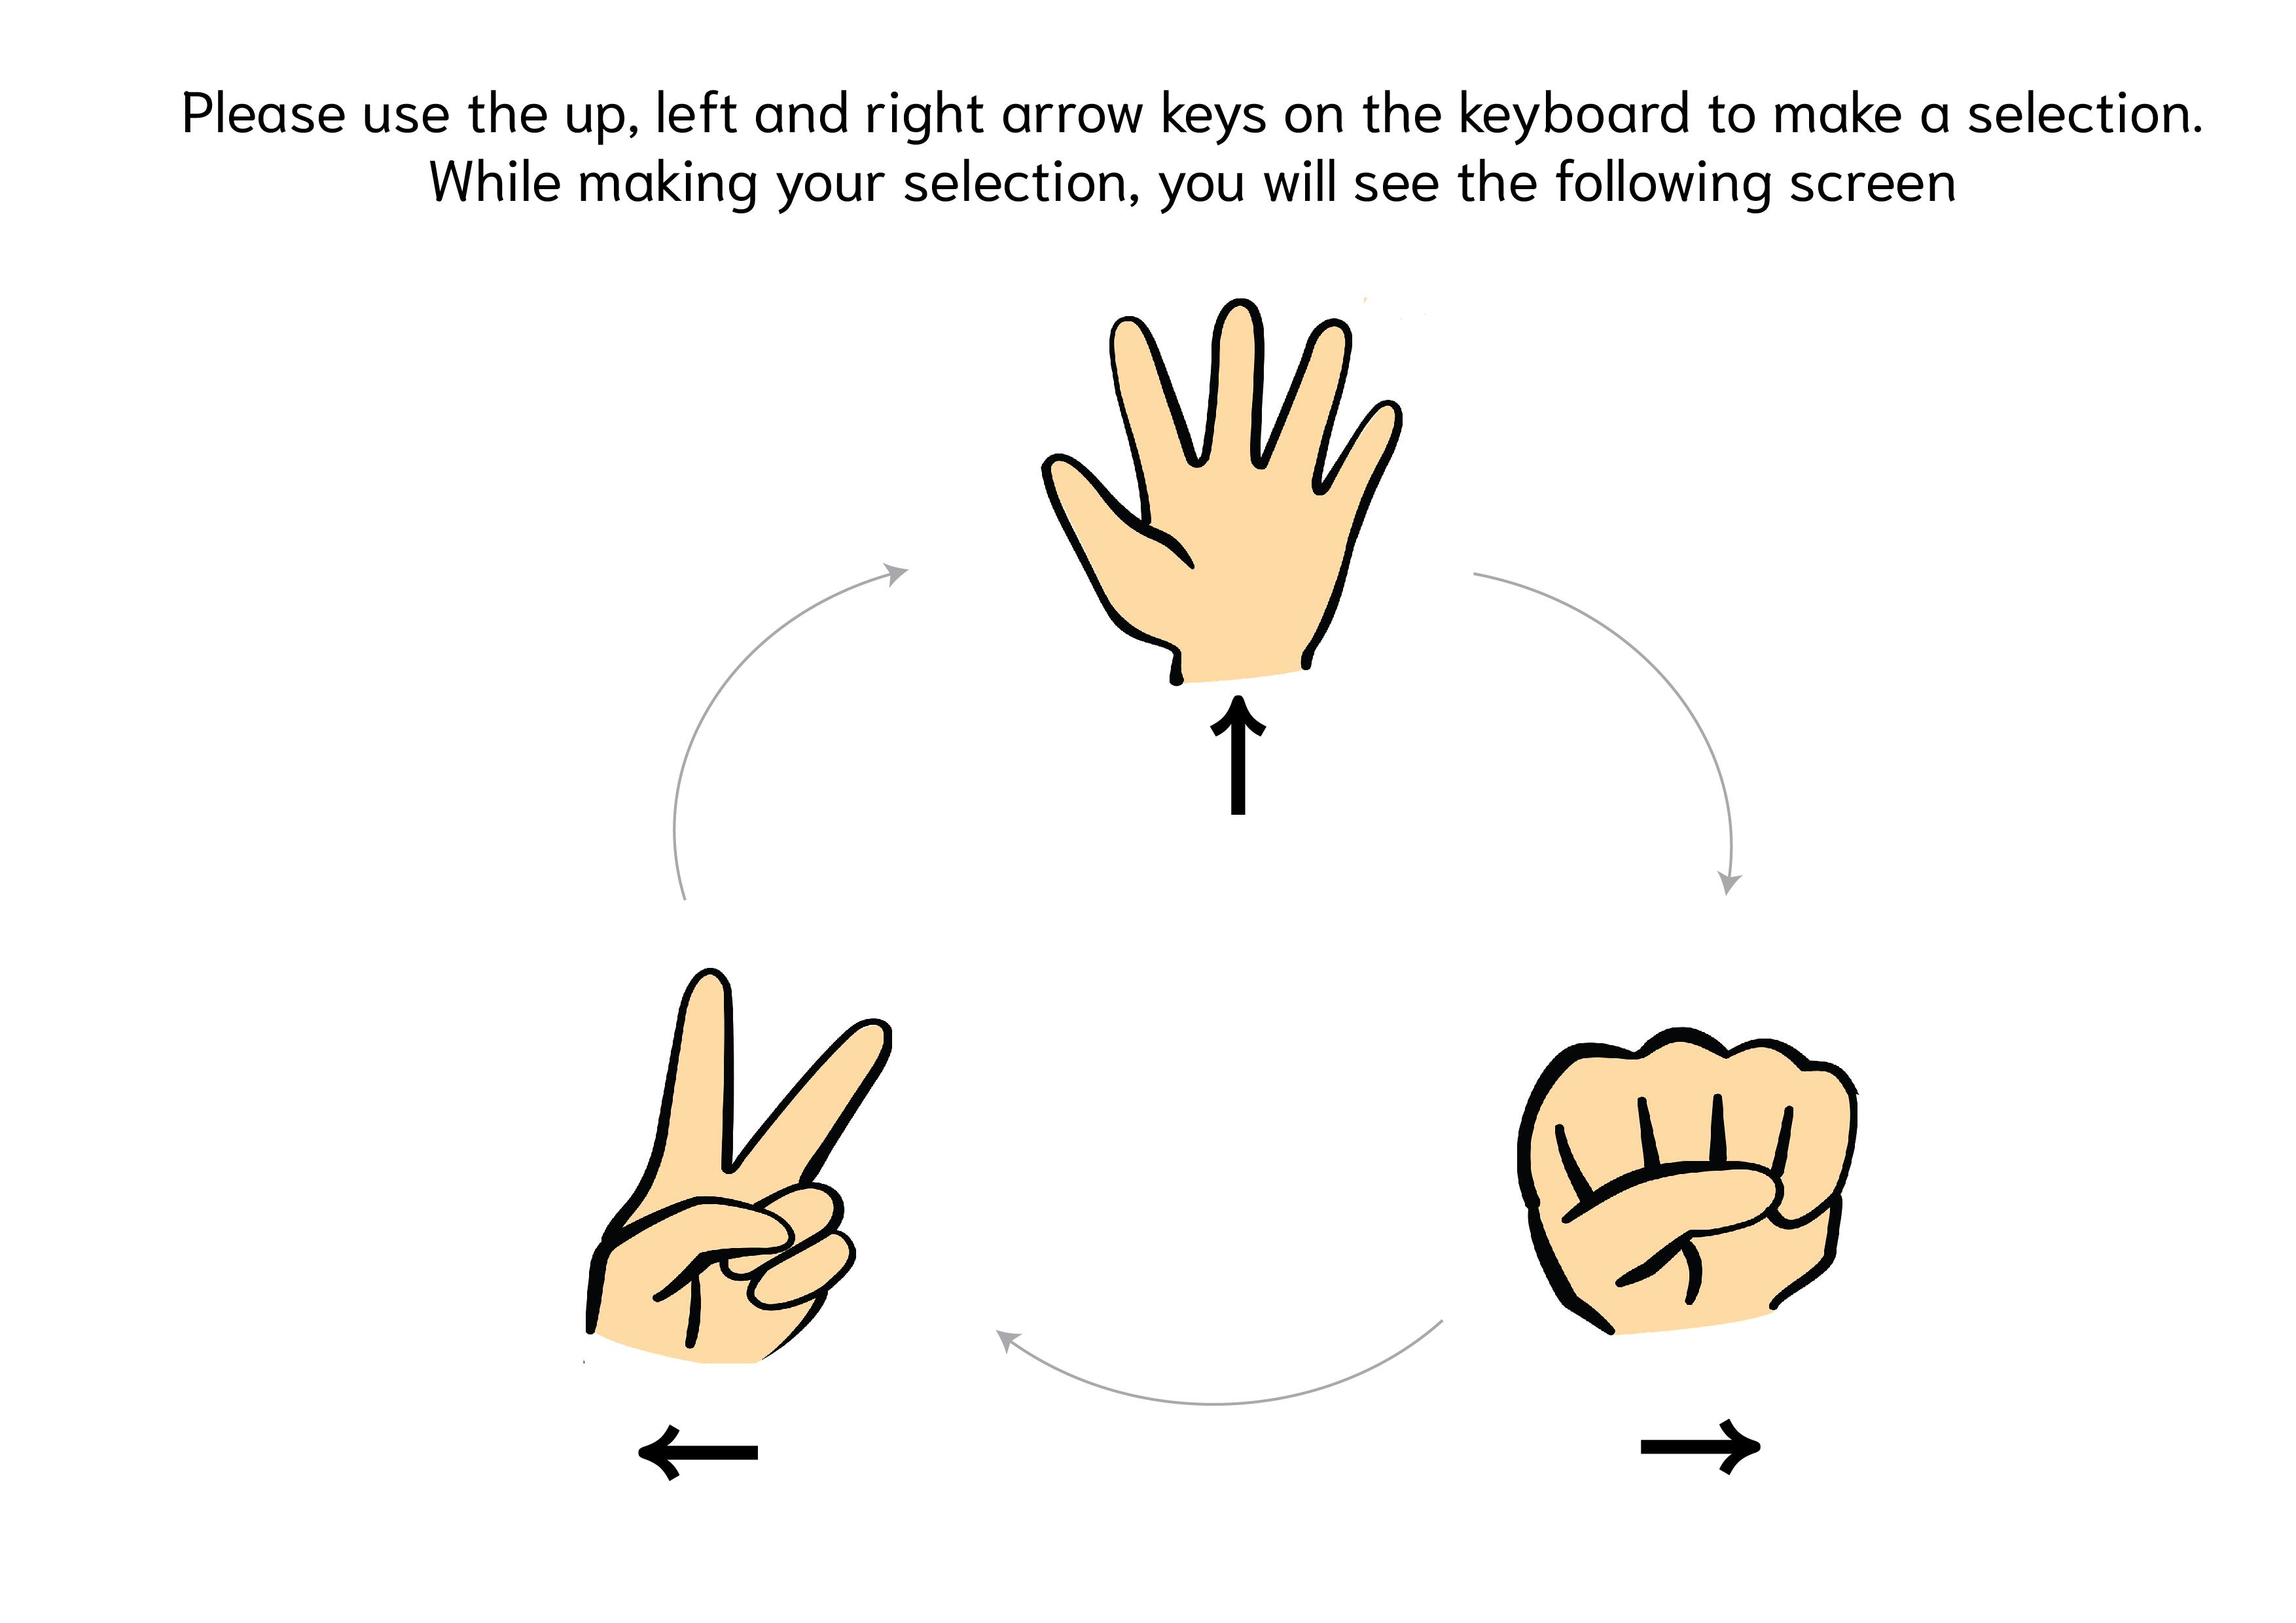 Please use the up, left and right arrow keys on the keyboard to make a selection.
While making your selection, you will see the following screen